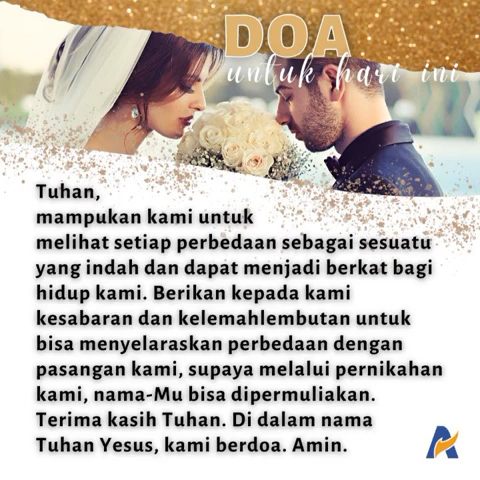 DOA
untuk hari ini
Tuhan,
mampukan kami untuk
melihat setiap perbedaan sebagai sesuatu
yang indah dan dapat menjadi berkat bagi
hidup kami. Berikan kepada kami
kesabaran dan kelemahlembutan untuk
bisa menyelaraskan perbedaan dengan
pasangan kami, supaya melalui pernikahan
kami, nama-Mu bisa dipermuliakan.
Terima kasih Tuhan. Di dalam nama
Tuhan Yesus, kami berdoa. Amin.